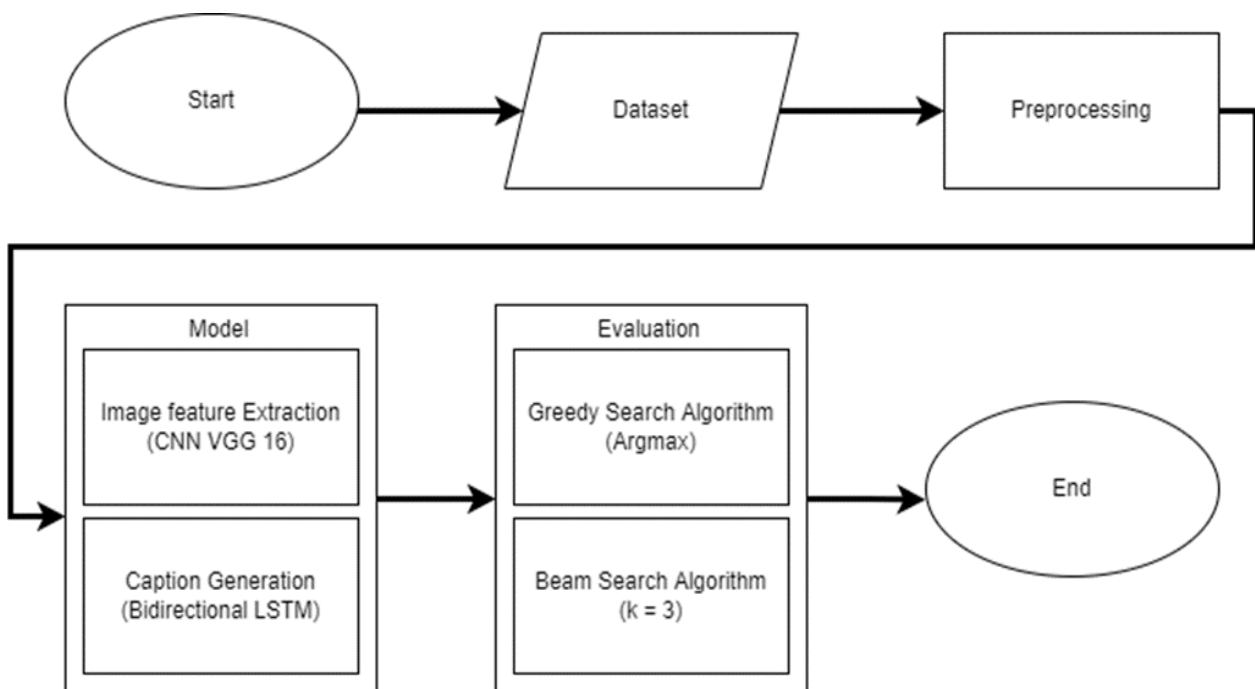 Start
Dataset
Preprocessing
Model
Image feature Extraction
(CNN VGG 16)
Caption Generation
(Bidirectional LSTM)
Evaluation
Greedy Search Algorithm
(Argmax)
Beam Search Algorithm
(k = 3)
End